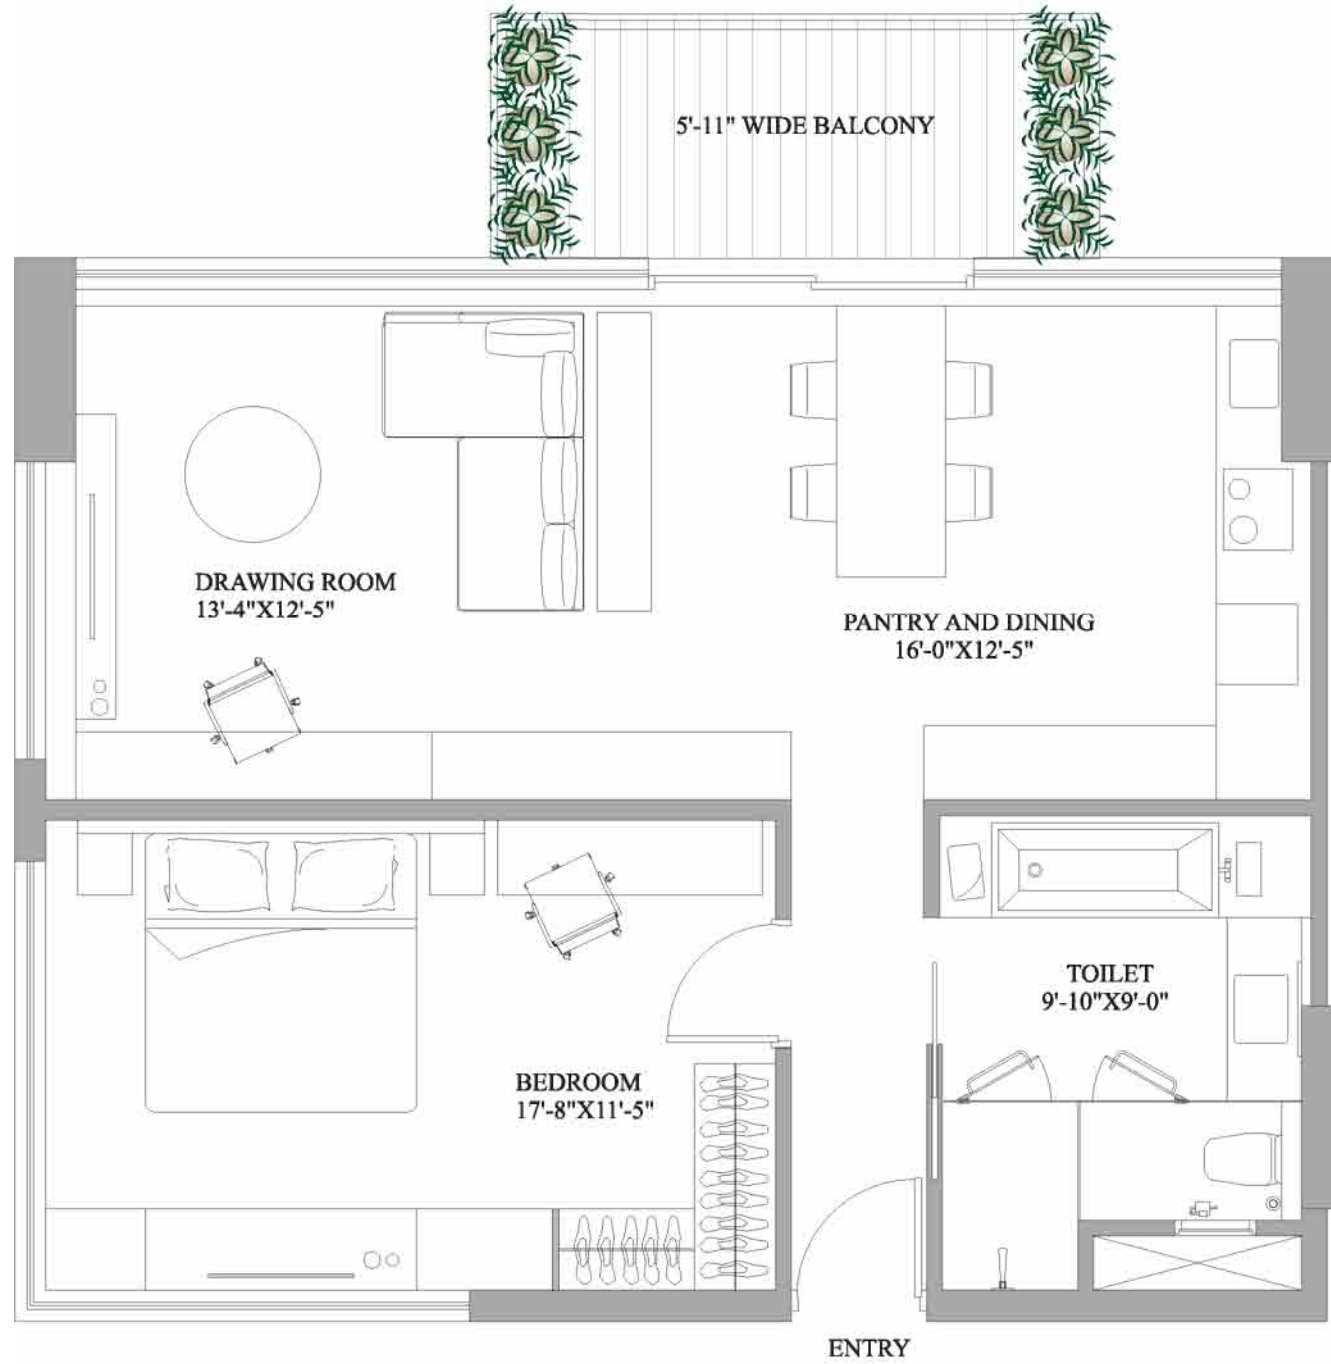 5'-11" WIDE BALCONY
DRAWING ROOM
13'-4"X12'-5"
PANTRY AND DINING
16'-0"X12'-5"
TOILET
9'-10"X9'-0"
BEDROOM
17'-8"X11'-5"
ENTRY